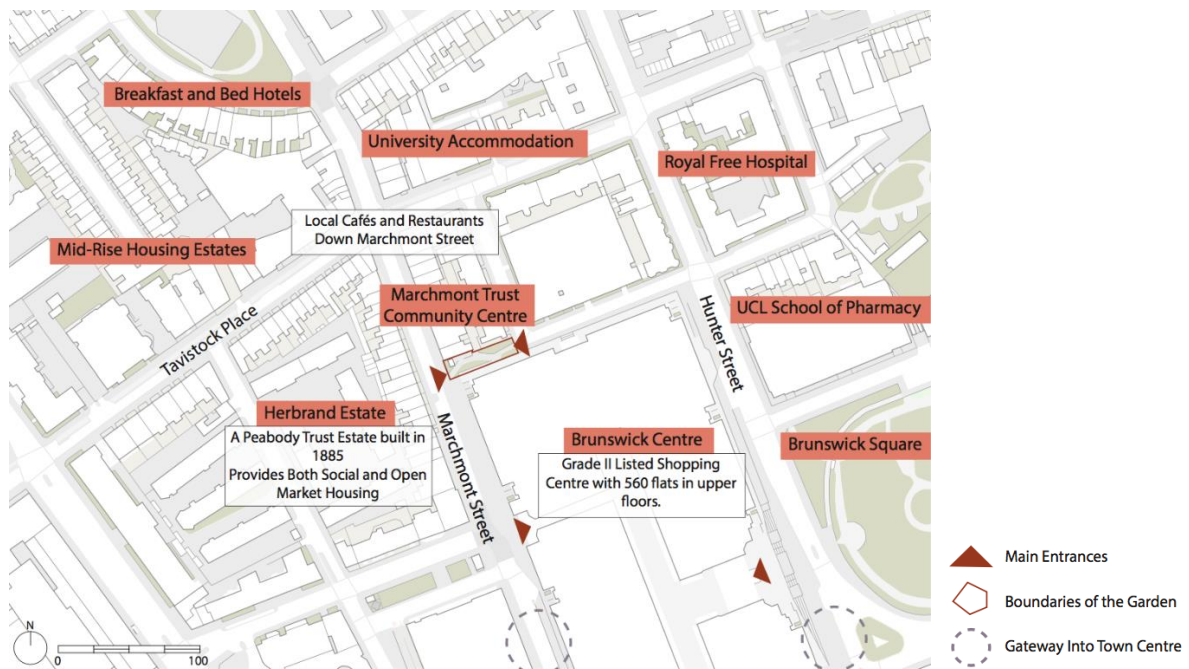 Breakfast and Bed Hotels
University Accommodation
Royal Free Hospital
Local Cafés and Restaurants
Down Marchmont Street
Mid-Rise Housing Estates
Marchmont Trust
Community Centre
UCL School of Pharmacy
Tavistock Place
Hunter Street
Herbrand Estate
A Peabody Trust Estate built in
1885
Provides Both Social and Open
Market Housing
Marchmont Street
Brunswick Centre
Grade II Listed Shopping
Centre with 560 flats in upper
floors.
Brunswick Square
Main Entrances
Boundaries of the Garden
Gateway Into Town Centre
N
0
100